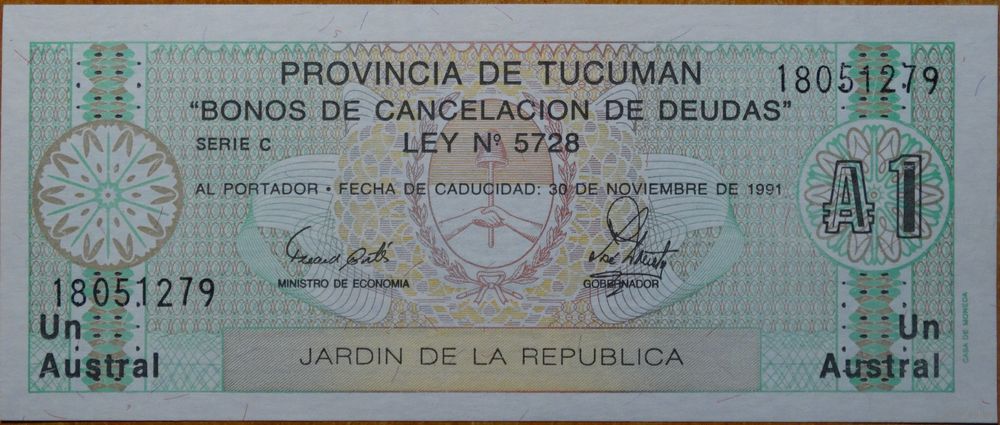 PROVINCIA DE TUCUMAN
18051279
"BONOS DE CANCELACION DE DEUDAS"
SERIE C
LEY Nº 5728
AL PORTADOR • FECHA DE CADUCIDAD: 30 DE NOVIEMBRE DE 1991
₳ 1
MINISTRO DE ECONOMIA
GOBERNADOR
18051279
Un
Austral
JARDIN DE LA REPUBLICA
Un
Austral
CASA DE MONEDA